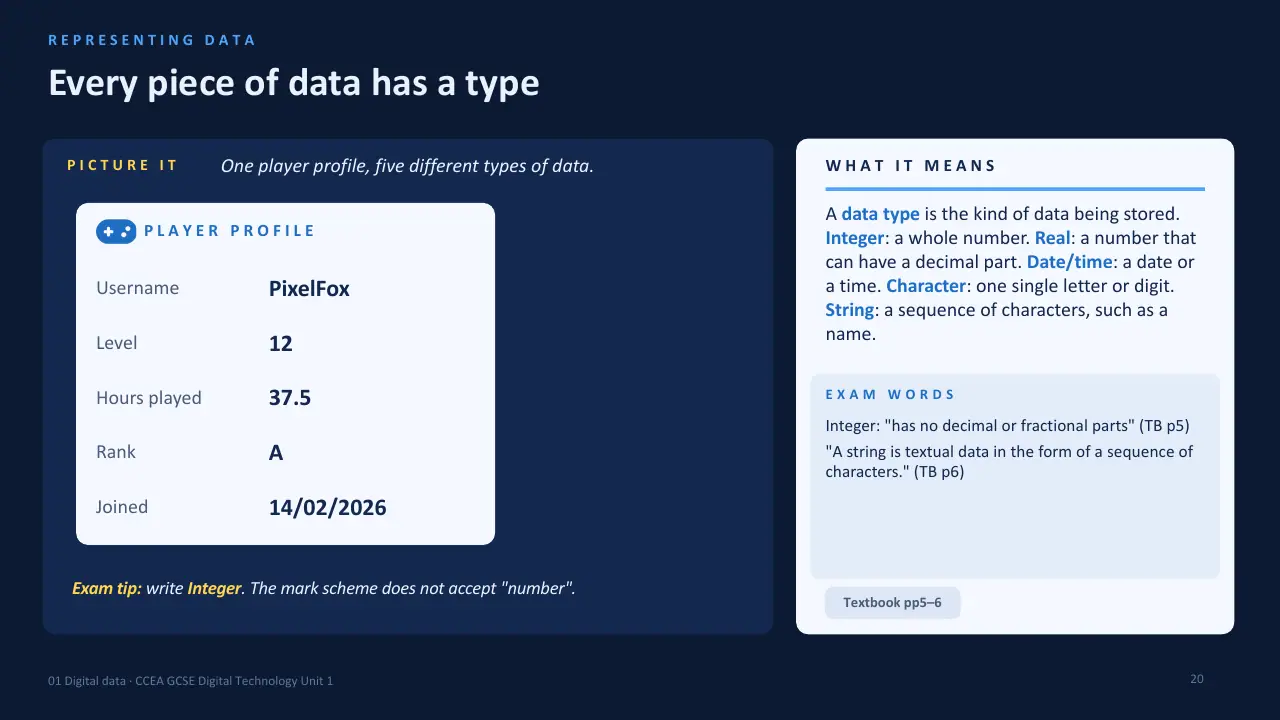 REPRESENTING DATA
Every piece of data has a type
PICTURE IT
One player profile, five different types of data.
PLAYER PROFILE
Username PixelFox
Level 12
Hours played 37.5
Rank A
Joined 14/02/2026
Exam tip: write Integer. The mark scheme does not accept "number".
WHAT IT MEANS
A data type is the kind of data being stored.
Integer: a whole number. Real: a number that
can have a decimal part. Date/time: a date or
a time. Character: one single letter or digit.
String: a sequence of characters, such as a
name.
EXAM WORDS
Integer: "has no decimal or fractional parts" (TB p5)
"A string is textual data in the form of a sequence of
characters." (TB p6)
Textbook pp5–6
01 Digital data · CCEA GCSE Digital Technology Unit 1
20